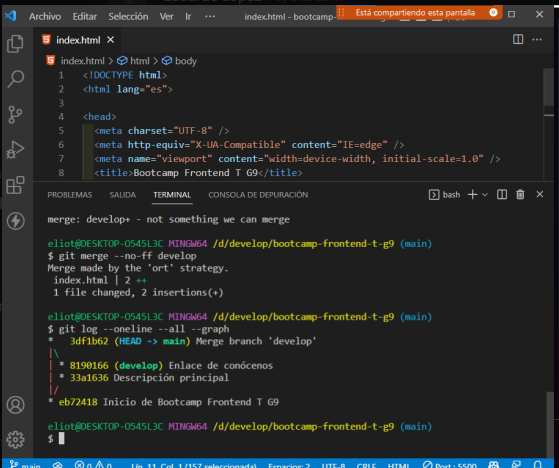 Archivo Editar Selección Ver Ir ··· index.html - bootcamp-
Está compartiendo esta pantalla
index.html
index.html > html > body
1 <!DOCTYPE html>
2 <html lang="es">
3
4 <head>
5 <meta charset="UTF-8" />
6 <meta http-equiv="X-UA-Compatible" content="IE=edge" />
7 <meta name="viewport" content="width=device-width, initial-scale=1.0" />
8 <title>Bootcamp Frontend T G9</title>
PROBLEMAS SALIDA TERMINAL CONSOLA DE DEPURACIÓN
bash
merge: develop+ - not something we can merge
eliot@DESKTOP-O545L3C MINGW64 /d/develop/bootcamp-frontend-t-g9 (main)
$ git merge --no-ff develop
Merge made by the 'ort' strategy.
index.html | 2 ++
1 file changed, 2 insertions(+)
eliot@DESKTOP-O545L3C MINGW64 /d/develop/bootcamp-frontend-t-g9 (main)
$ git log --oneline --all --graph
*   3df1b62 (HEAD -> main) Merge branch 'develop'
|\
| * 8190166 (develop) Enlace de conócenos
| * 33a1636 Descripción principal
|/
* eb72418 Inicio de Bootcamp Frontend T G9
eliot@DESKTOP-O545L3C MINGW64 /d/develop/bootcamp-frontend-t-g9 (main)
$
main 0 0 Lín. 11, Col. 1 (157 seleccionada) Espacios: 2 UTF-8 CRLF HTML Port : 5500